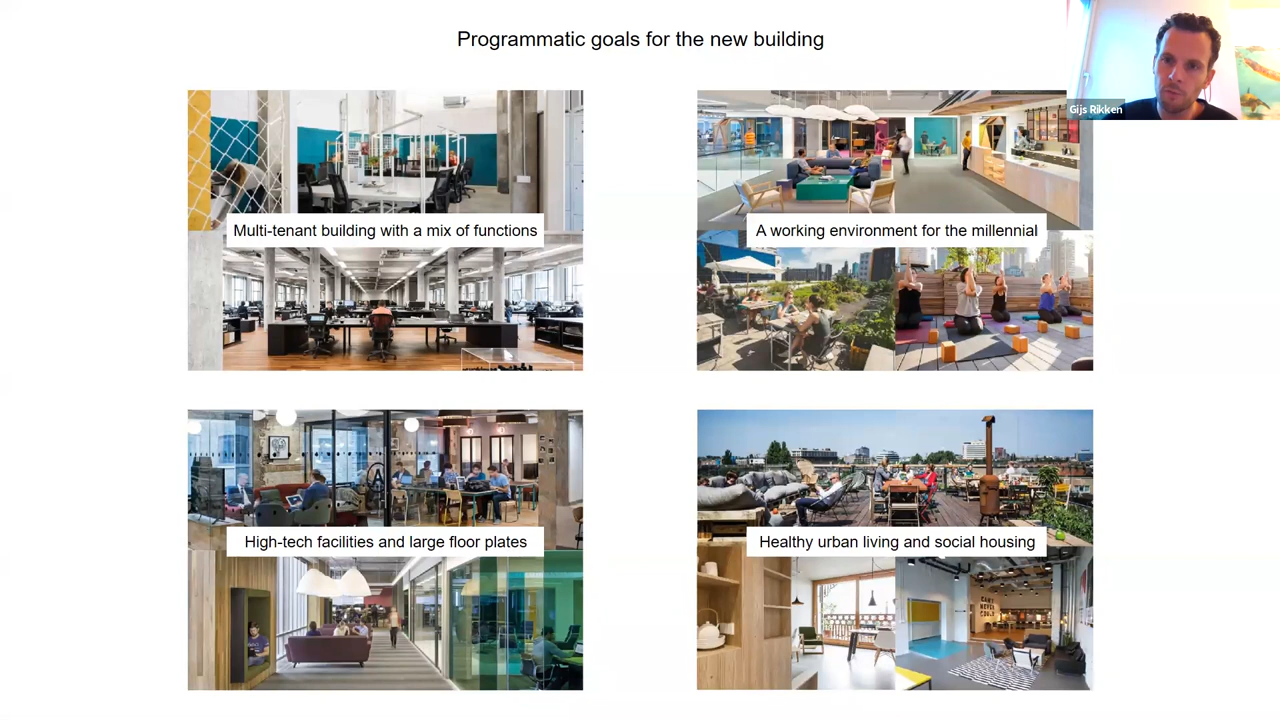 Programmatic goals for the new building
Gijs Rikken
Multi-tenant building with a mix of functions
A working environment for the millennial
High-tech facilities and large floor plates
Healthy urban living and social housing